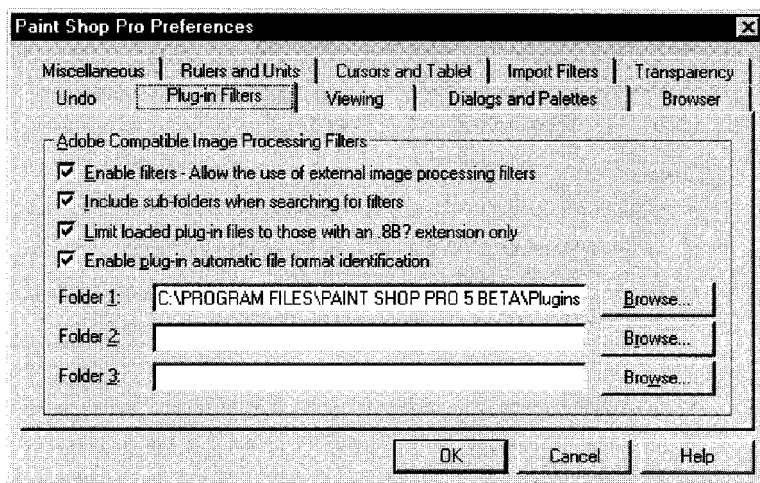 Paint Shop Pro Preferences
Miscellaneous Rulers and Units Cursors and Tablet Import Filters Transparency
Undo Plug-in Filters Viewing Dialogs and Palettes Browser
Adobe Compatible Image Processing Filters
Enable filters - Allow the use of external image processing filters
Include sub-folders when searching for filters
Limit loaded plug-in files to those with an .8B? extension only
Enable plug-in automatic file format identification
Folder 1: C:\PROGRAM FILES\PAINT SHOP PRO 5 BETA\Plugins Browse...
Folder 2: Browse...
Folder 3: Browse...
OK Cancel Help